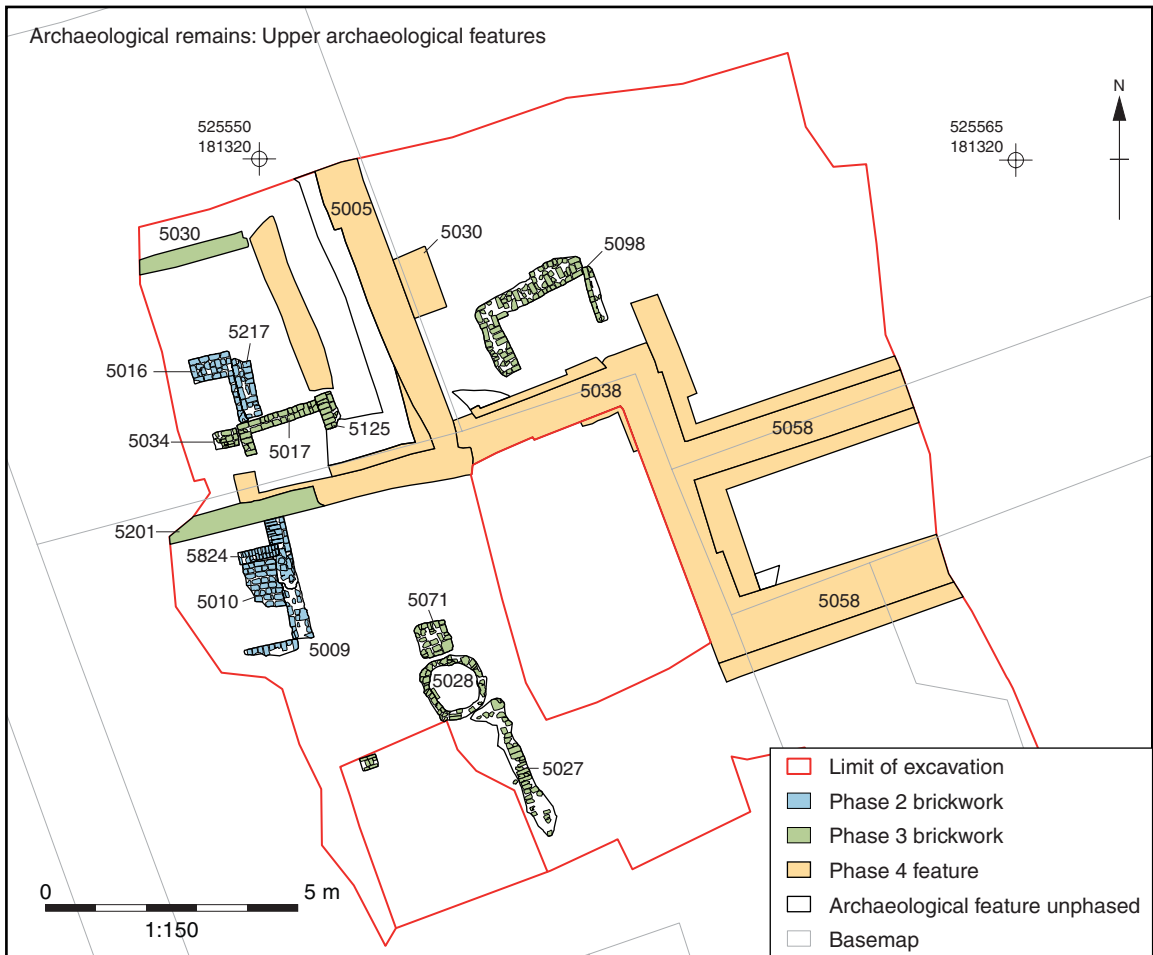 Archaeological remains: Upper archaeological features
N
525550
181320
525565
181320
5005
5030
5030
5098
5217
5016
5038
5034
5017
5125
5058
5201
5824
5010
5009
5071
5028
5058
5027
Limit of excavation
Phase 2 brickwork
Phase 3 brickwork
Phase 4 feature
Archaeological feature unphased
Basemap
0 5 m
1:150